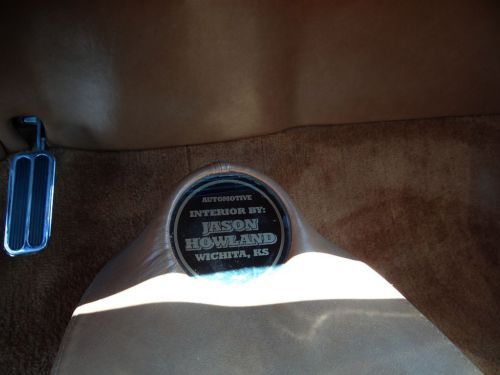 AUTOMOTIVE
INTERIOR BY:
JASON
HOWLAND
WICHITA, KS